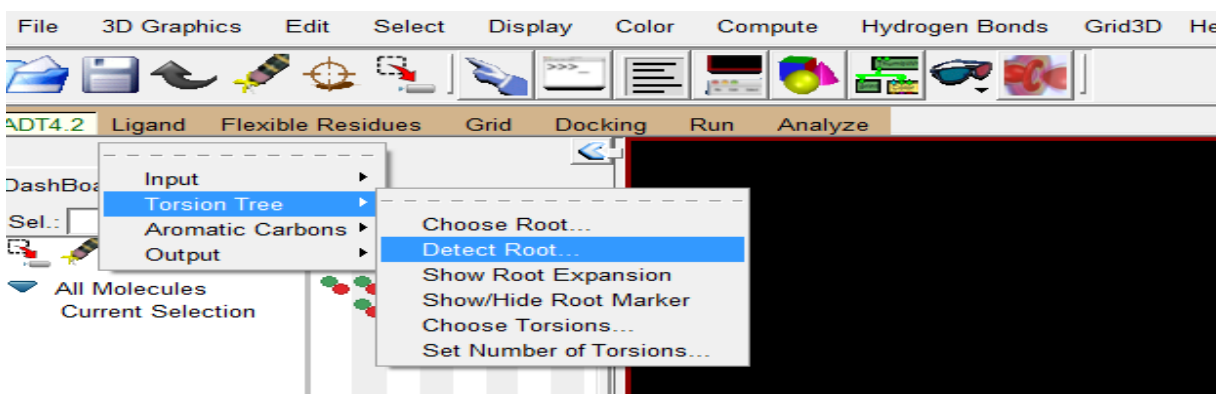 File 3D Graphics Edit Select Display Color Compute Hydrogen Bonds Grid3D He
>>>_
ADT4.2 Ligand Flexible Residues Grid Docking Run Analyze
Input
DashBoa
Torsion Tree
Sel.:
Aromatic Carbons
Output
Choose Root...
Detect Root...
Show Root Expansion
Show/Hide Root Marker
Choose Torsions...
Set Number of Torsions...
All Molecules
Current Selection